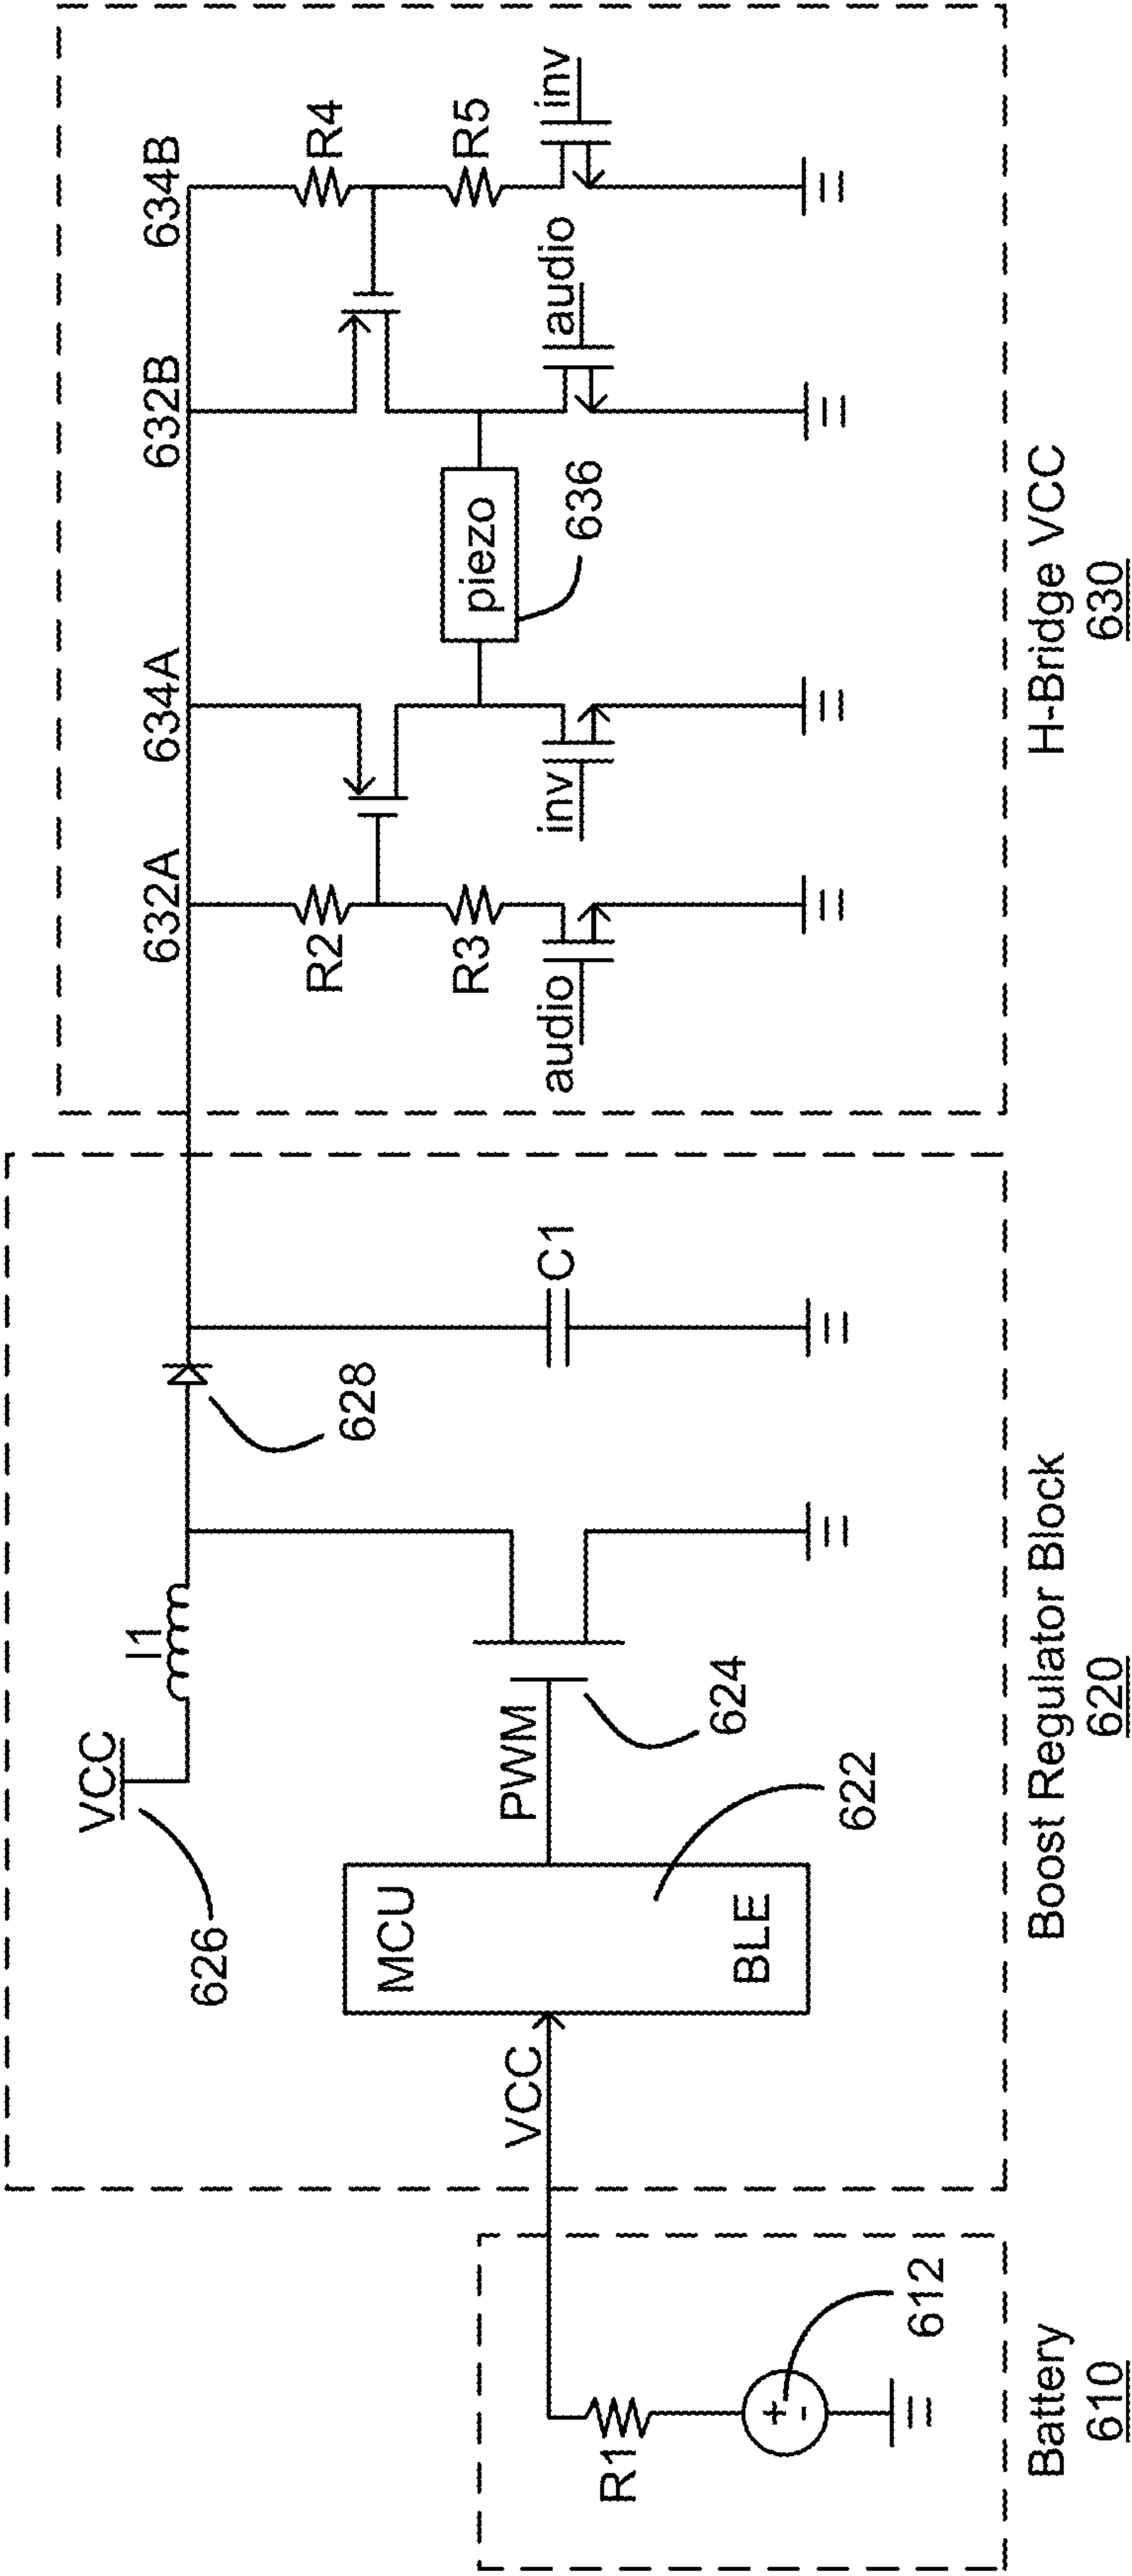 632A
634A
632B
634B
R2
R3
R4
R5
audio
inv
audio
inv
piezo
636
H-Bridge VCC
630
VCC
626
I1
628
C1
MCU
BLE
622
PWM
624
VCC
Boost Regulator Block
620
R1
+
-
612
Battery
610